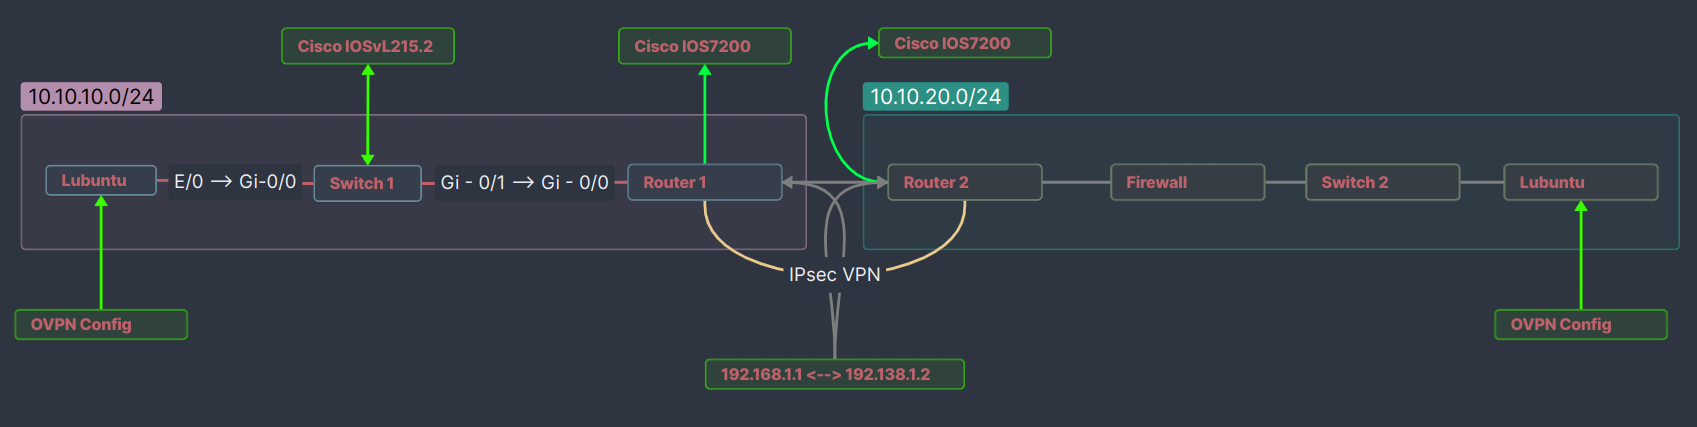 Cisco IOSvL215.2
Cisco IOS7200
Cisco IOS7200
10.10.10.0/24
10.10.20.0/24
Lubuntu
E/0 → Gi-0/0
Switch 1
Gi - 0/1 → Gi - 0/0
Router 1
Router 2
Firewall
Switch 2
Lubuntu
IPsec VPN
OVPN Config
OVPN Config
192.168.1.1 <--> 192.138.1.2